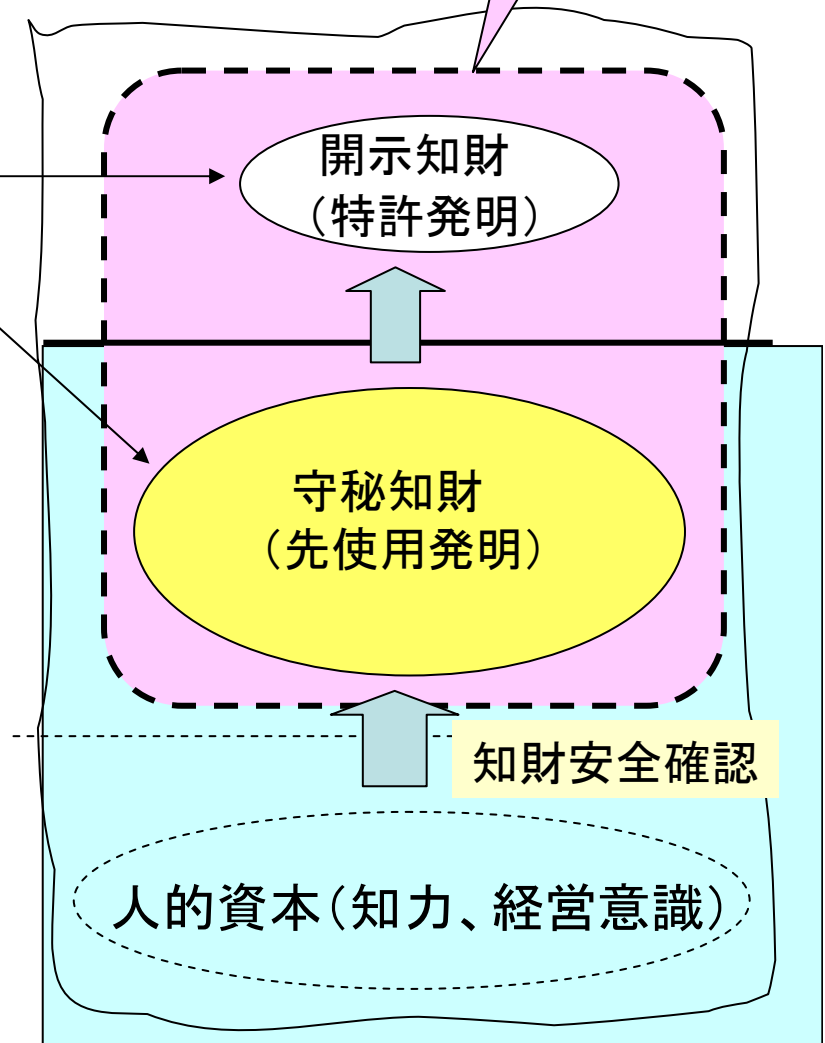 開示知財
（特許発明）
守秘知財
（先使用発明）
知財安全確認
人的資本（知力、経営意識）